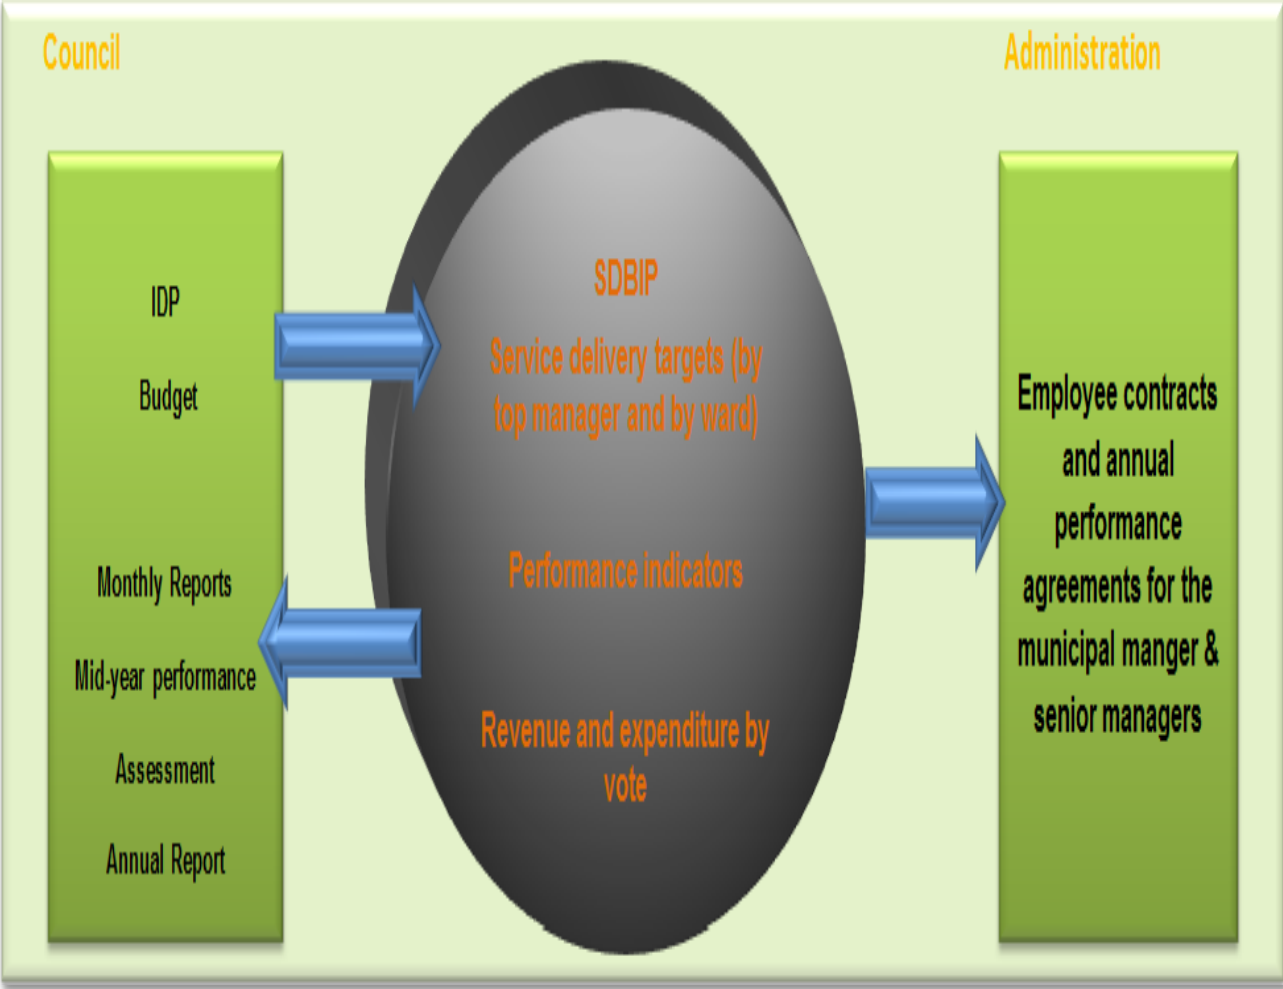 Council
Administration
IDP
Budget
Monthly Reports
Mid-year performance
Assessment
Annual Report
SDBIP
Service delivery targets (by
top manager and by ward)
Performance indicators
Revenue and expenditure by
vote
Employee contracts
and annual
performance
agreements for the
municipal manger &
senior managers